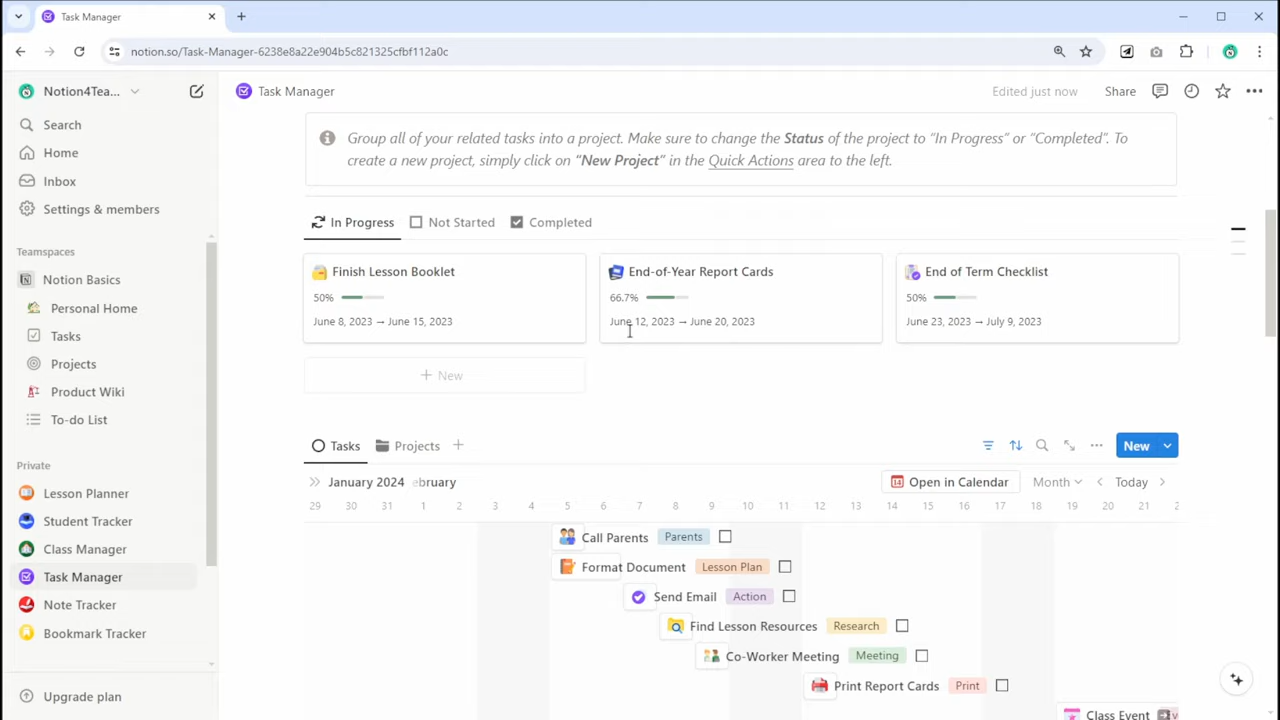 Task Manager
notion.so/Task-Manager-6238e8a22e904b5c821325cfbf112a0c
Notion4Tea...
Search
Home
Inbox
Settings & members
Teamspaces
Notion Basics
Personal Home
Tasks
Projects
Product Wiki
To-do List
Private
Lesson Planner
Student Tracker
Class Manager
Task Manager
Note Tracker
Bookmark Tracker
Upgrade plan
Task Manager
Edited just now
Share
Group all of your related tasks into a project. Make sure to change the Status of the project to “In Progress” or “Completed”. To
create a new project, simply click on “New Project” in the Quick Actions area to the left.
In Progress
Not Started
Completed
Finish Lesson Booklet
50%
June 8, 2023 → June 15, 2023
End-of-Year Report Cards
66.7%
June 12, 2023 → June 20, 2023
End of Term Checklist
50%
June 23, 2023 → July 9, 2023
+ New
Tasks
Projects
New
January 2024 ebruary
Open in Calendar
Month
Today
29 30 31 1 2 3 4 5 6 7 8 9 10 11 12 13 14 15 16 17 18 19 20 21 2
Call Parents Parents
Format Document Lesson Plan
Send Email Action
Find Lesson Resources Research
Co-Worker Meeting Meeting
Print Report Cards Print
Class Event